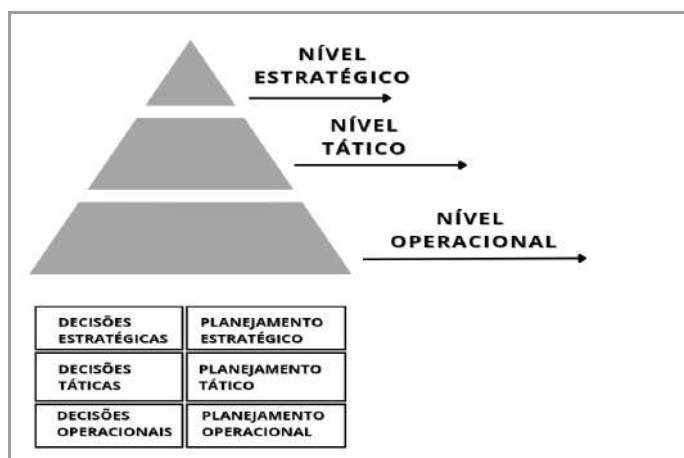 NÍVEL
ESTRATÉGICO
NÍVEL
TÁTICO
NÍVEL
OPERACIONAL
DECISÕES
ESTRATÉGICAS
PLANEJAMENTO
ESTRATÉGICO
DECISÕES
TÁTICAS
PLANEJAMENTO
TÁTICO
DECISÕES
OPERACIONAIS
PLANEJAMENTO
OPERACIONAL